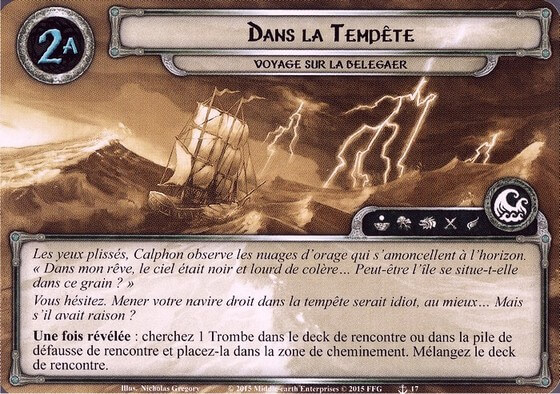 2A
DANS LA TEMPÊTE
VOYAGE SUR LA BELEGAER
Les yeux plissés, Calphon observe les nuages d'orage qui s'amoncellent à l'horizon.
« Dans mon rêve, le ciel était noir et lourd de colère… Peut-être l'île se situe-t-elle
dans ce grain ? »
Vous hésitez. Mener votre navire droit dans la tempête serait idiot, au mieux… Mais
s'il avait raison ?
Une fois révélée : cherchez 1 Trombe dans le deck de rencontre ou dans la pile de
défausse de rencontre et placez-la dans la zone de cheminement. Mélangez le deck
de rencontre.
Illus. Nicholas Gregory © 2015 Middle-earth Enterprises © 2015 FFG 17